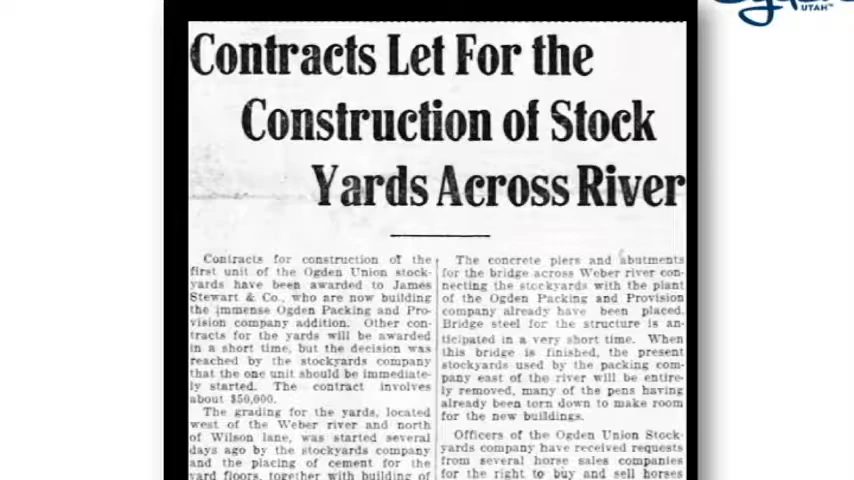 Ogden
UTAH™
Contracts Let For the
Construction of Stock
Yards Across River
Contracts for construction of the
first unit of the Ogden Union stock-
yards have been awarded to James
Stewart & Co., who are now building
the immense Ogden Packing and Pro-
vision company addition. Other con-
tracts for the yards will be awarded
in a short time, but the decision was
reached by the stockyards company
that the one unit should be immediate-
ly started. The contract involves
about $50,000.
The grading for the yards, located
west of the Weber river and north
of Wilson lane, was started several
days ago by the stockyards company
and the placing of cement for the
yard floors, together with building of
The concrete piers and abutments
for the bridge across Weber river con-
necting the stockyards with the plant
of the Ogden Packing and Provision
company already have been placed.
Bridge steel for the structure is an-
ticipated in a very short time. When
this bridge is finished, the present
stockyards used by the packing com-
pany east of the river will be entire-
ly removed, many of the pens having
already been torn down to make room
for the new buildings.
Officers of the Ogden Union Stock-
yards company have received requests
from several horse sales companies
for the right to buy and sell horses